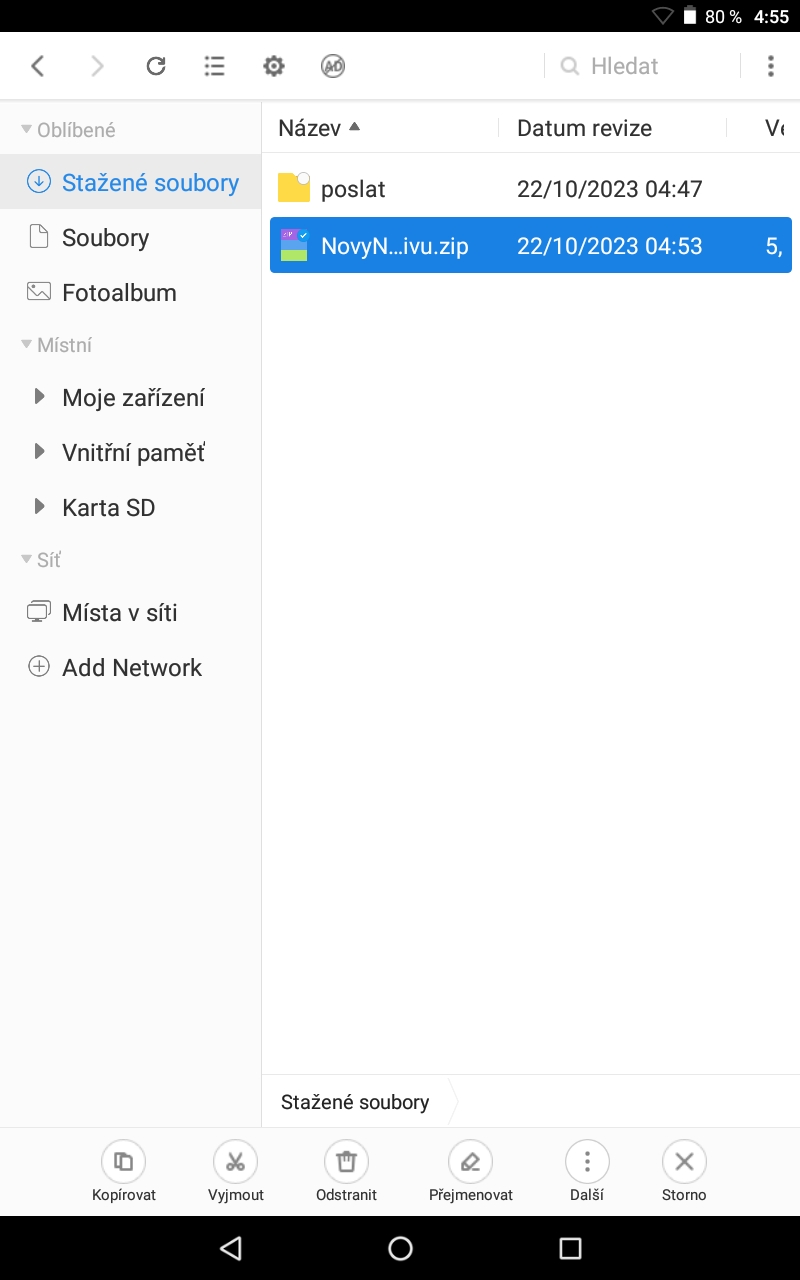 80 % 4:55
AD Hledat
Oblíbené
Stažené soubory
Soubory
Fotoalbum
Místní
Moje zařízení
Vnitřní paměť
Karta SD
Síť
Místa v síti
Add Network
Název Datum revize Ve
poslat 22/10/2023 04:47
ZIP NovyN...ivu.zip 22/10/2023 04:53 5,
Stažené soubory
Kopírovat Vyjmout Odstranit Přejmenovat Další Storno